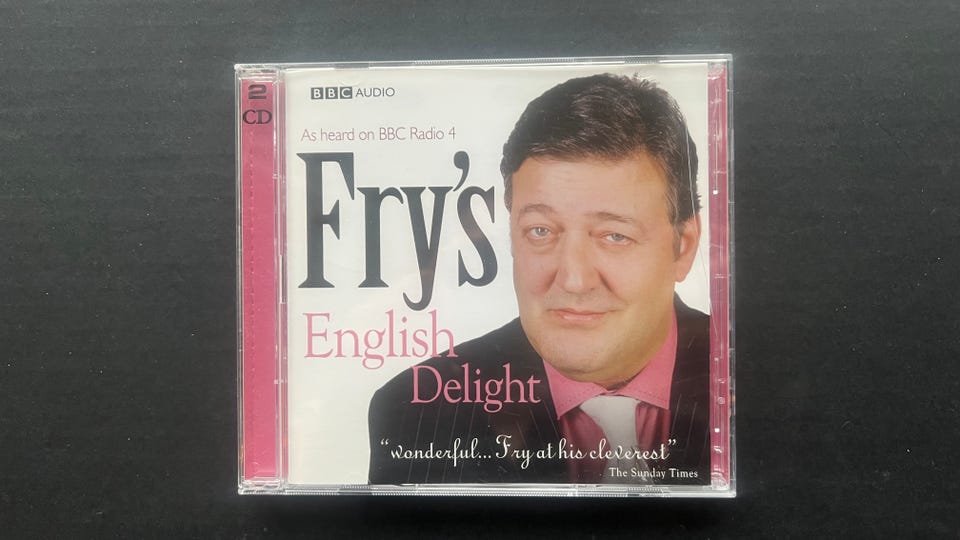 2
CD
BBC AUDIO
As heard on BBC Radio 4
Fry's
English
Delight
“wonderful... Fry at his cleverest”
The Sunday Times